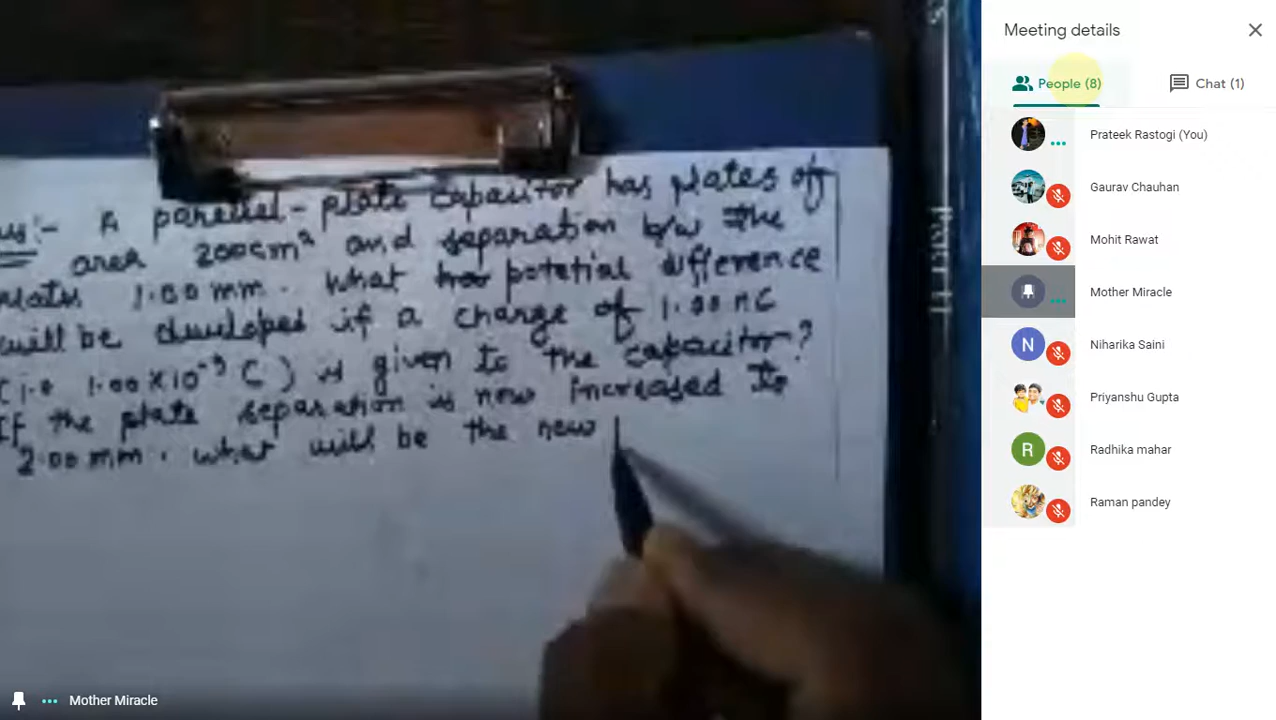 us:- A parallel-plate capacitor has plates of
area 200cm² and separation b/w the
plates 1.00 mm. What potetial difference
will be developed if a charge of 1.00 nC
(i.e 1.00×10⁻⁹ C) is given to the capacitor?
If the plate separation is now increased to
2.00 mm. what will be the new
Mother Miracle
Meeting details
People (8)
Chat (1)
Prateek Rastogi (You)
Gaurav Chauhan
Mohit Rawat
Mother Miracle
N Niharika Saini
Priyanshu Gupta
R Radhika mahar
Raman pandey